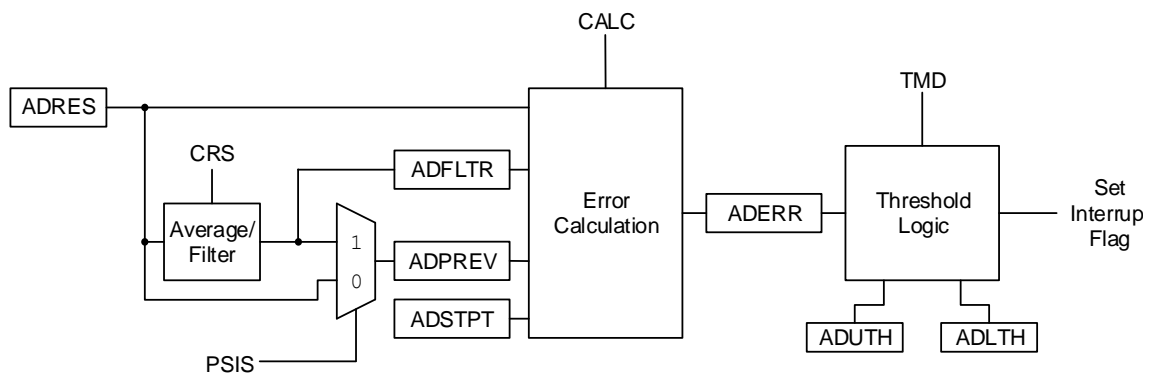 CALC
TMD
ADRES
CRS
ADFLTR
Average/
Filter
1
0
ADPREV
ADSTPT
PSIS
Error
Calculation
ADERR
Threshold
Logic
Set
Interrup
Flag
ADUTH
ADLTH